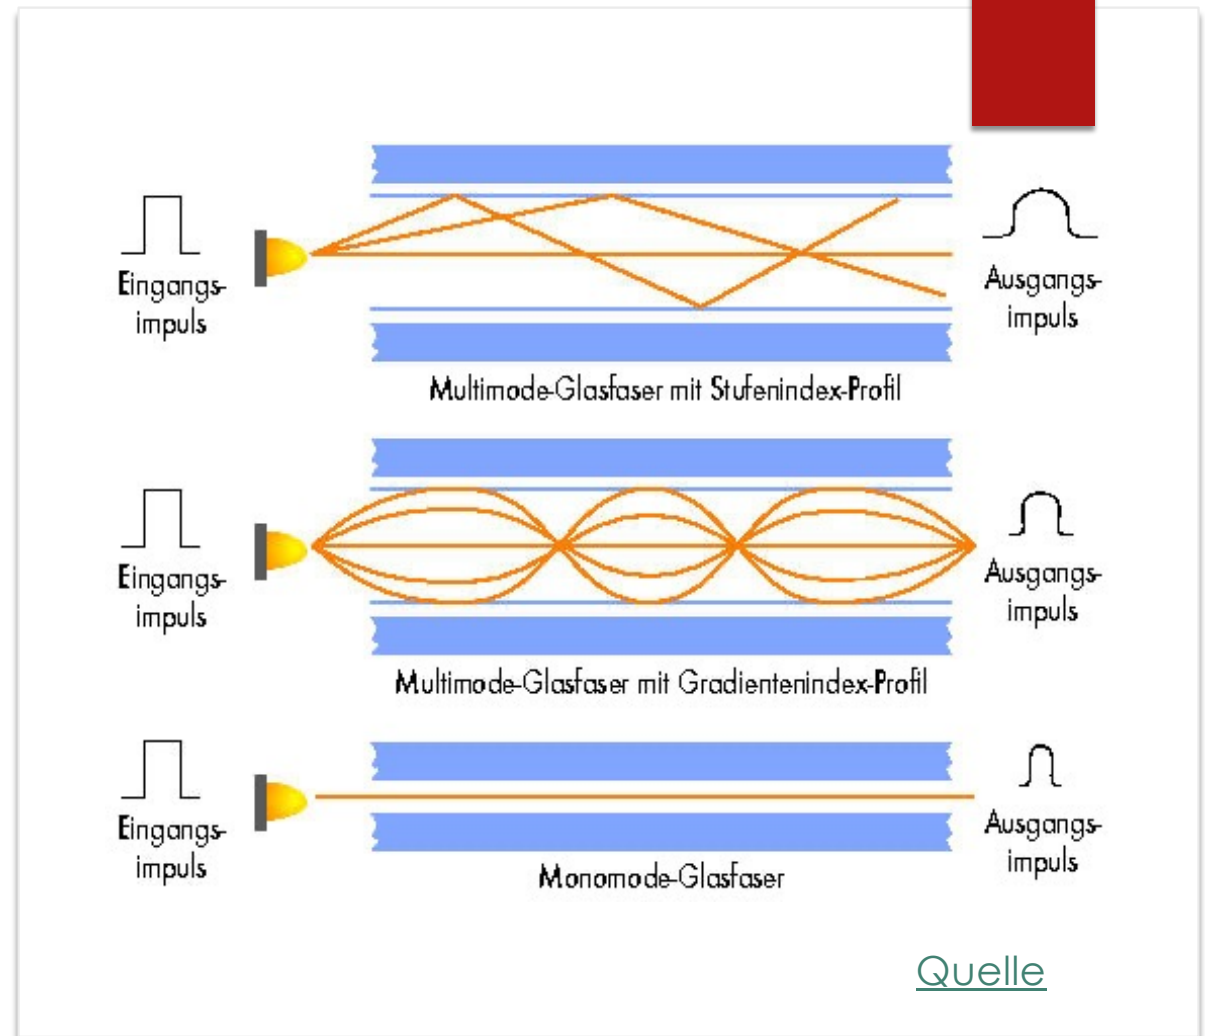 Eingangs-
impuls
Ausgangs-
impuls
Multimode-Glasfaser mit Stufenindex-Profil
Eingangs-
impuls
Ausgangs-
impuls
Multimode-Glasfaser mit Gradientenindex-Profil
Eingangs-
impuls
Ausgangs-
impuls
Monomode-Glasfaser
Quelle